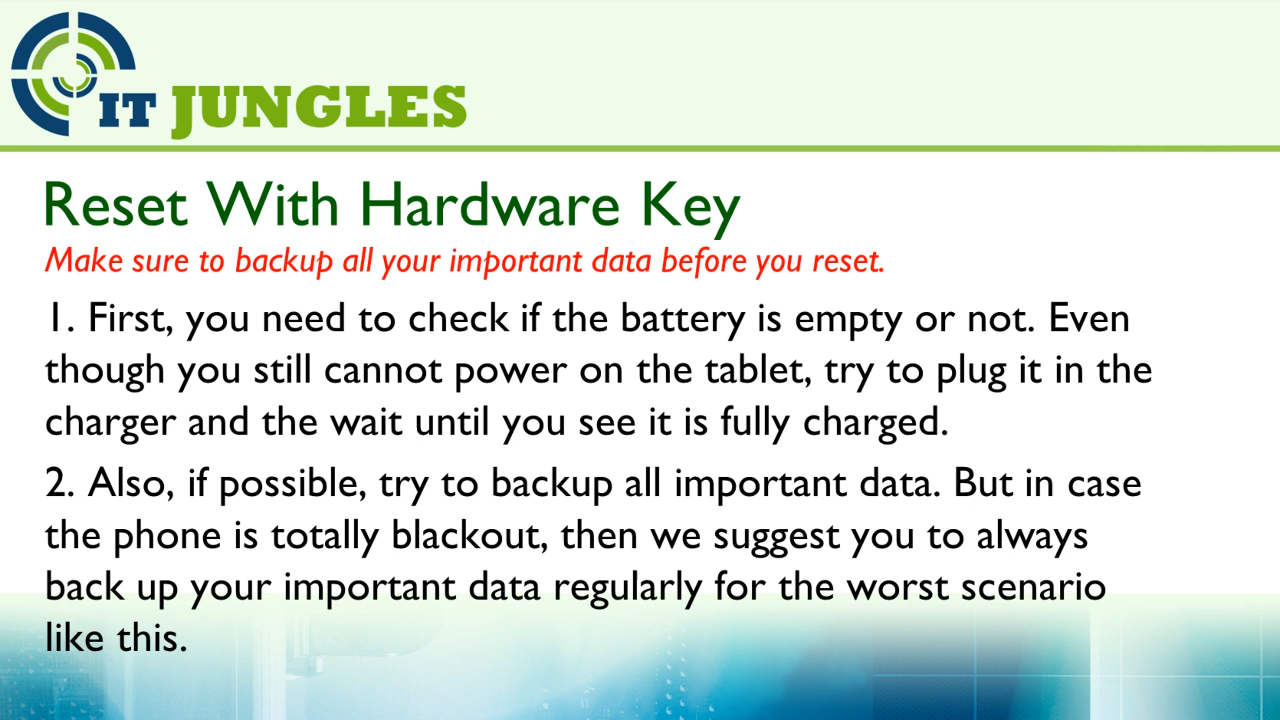 IT JUNGLES
Reset With Hardware Key
Make sure to backup all your important data before you reset.
1. First, you need to check if the battery is empty or not. Even
though you still cannot power on the tablet, try to plug it in the
charger and the wait until you see it is fully charged.
2. Also, if possible, try to backup all important data. But in case
the phone is totally blackout, then we suggest you to always
back up your important data regularly for the worst scenario
like this.